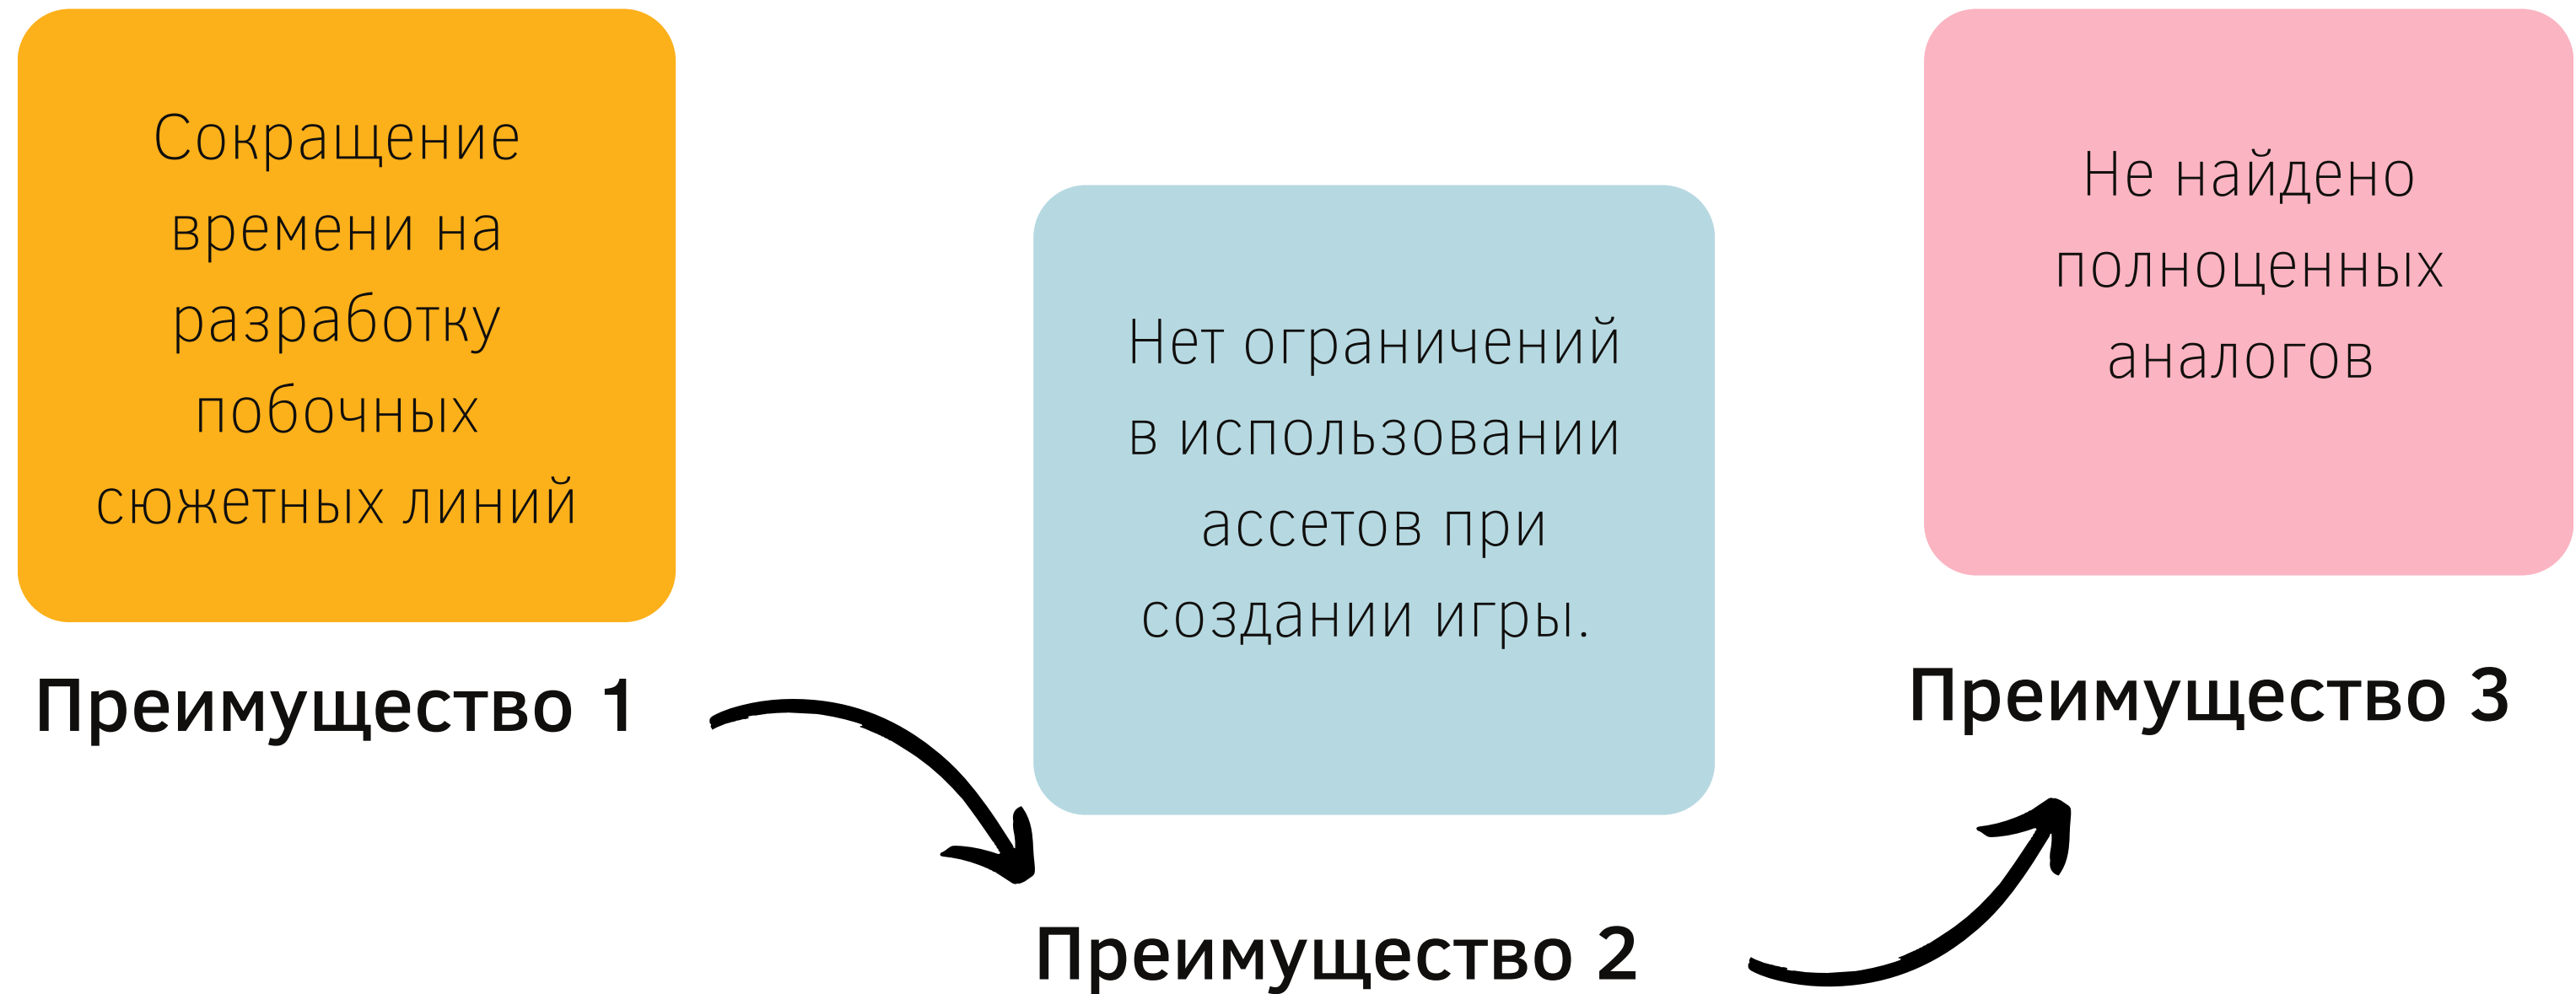 Сокращение
времени на
разработку
побочных
сюжетных линий
Преимущество 1
Нет ограничений
в использовании
ассетов при
создании игры.
Преимущество 2
Не найдено
полноценных
аналогов
Преимущество 3